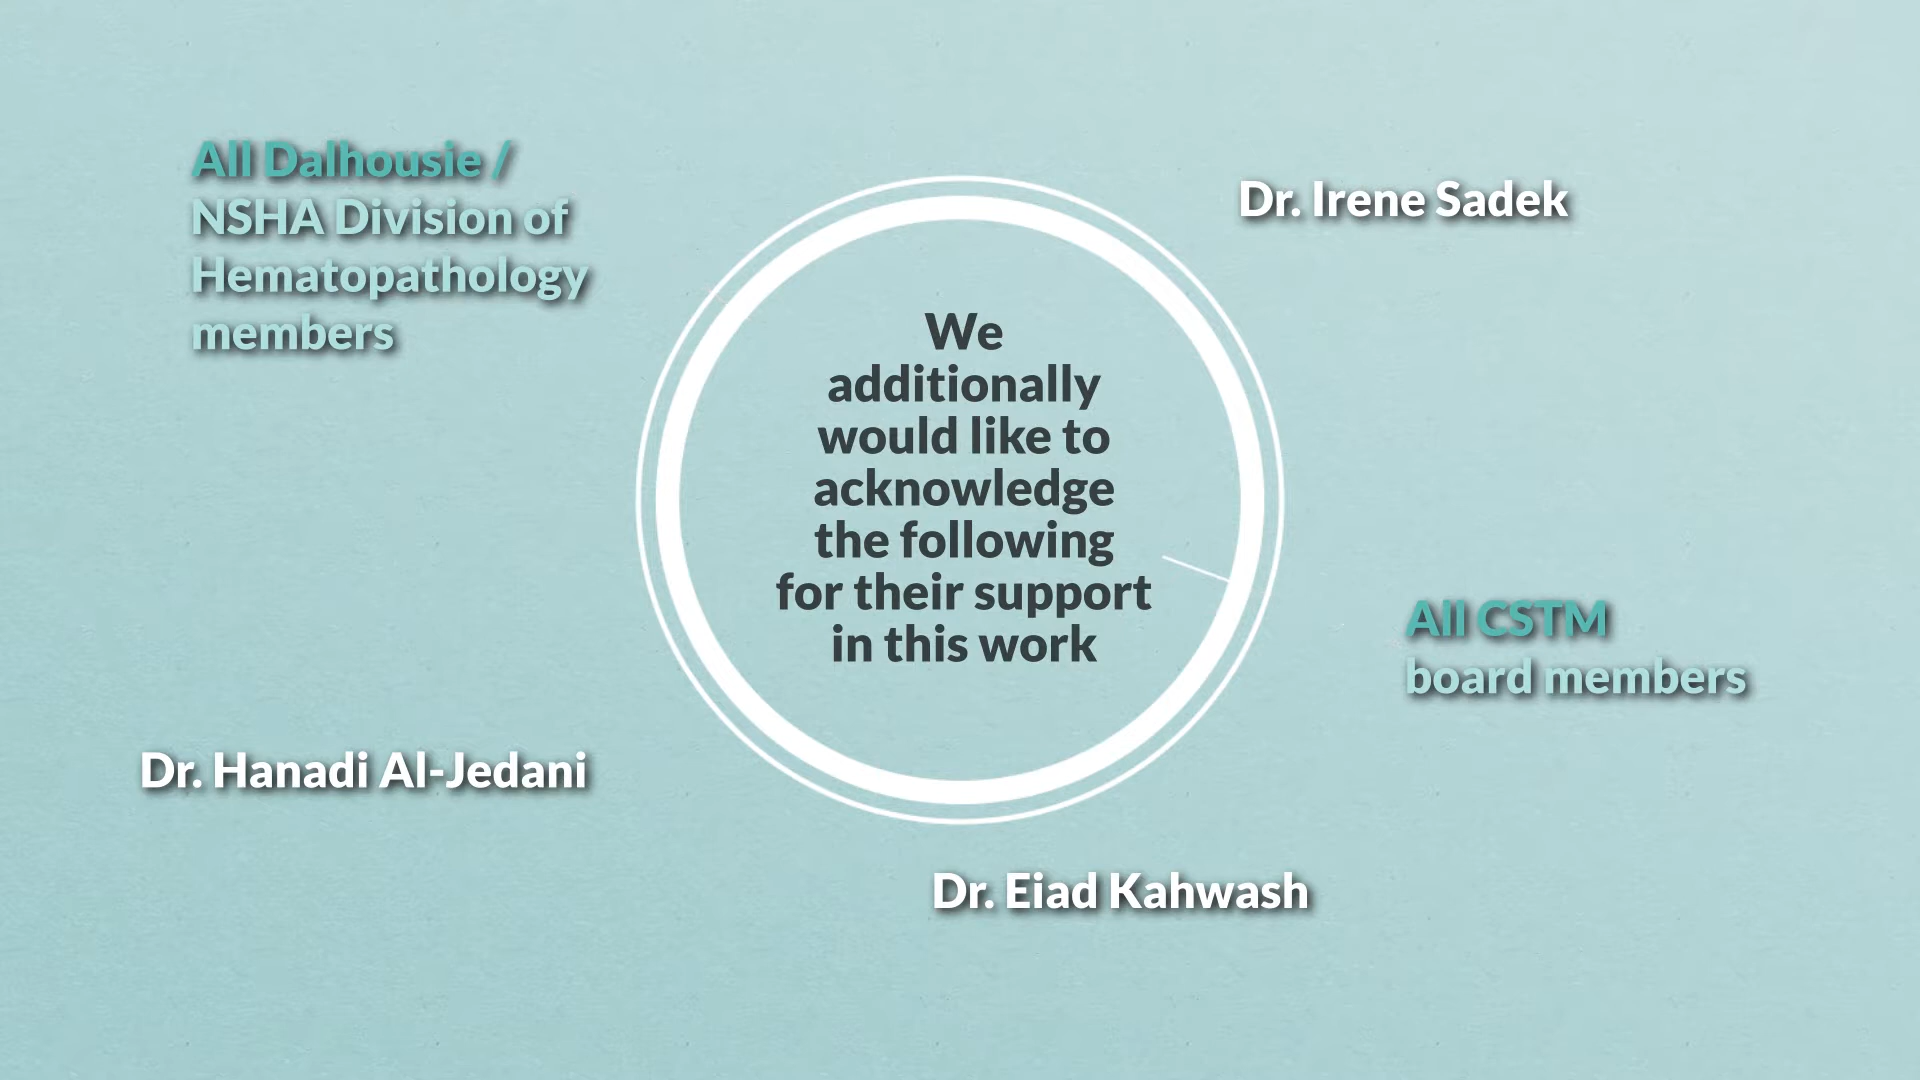 All Dalhousie /
NSHA Division of
Hematopathology
members
Dr. Irene Sadek
We
additionally
would like to
acknowledge
the following
for their support
in this work
All CSTM
board members
Dr. Hanadi Al-Jedani
Dr. Eiad Kahwash